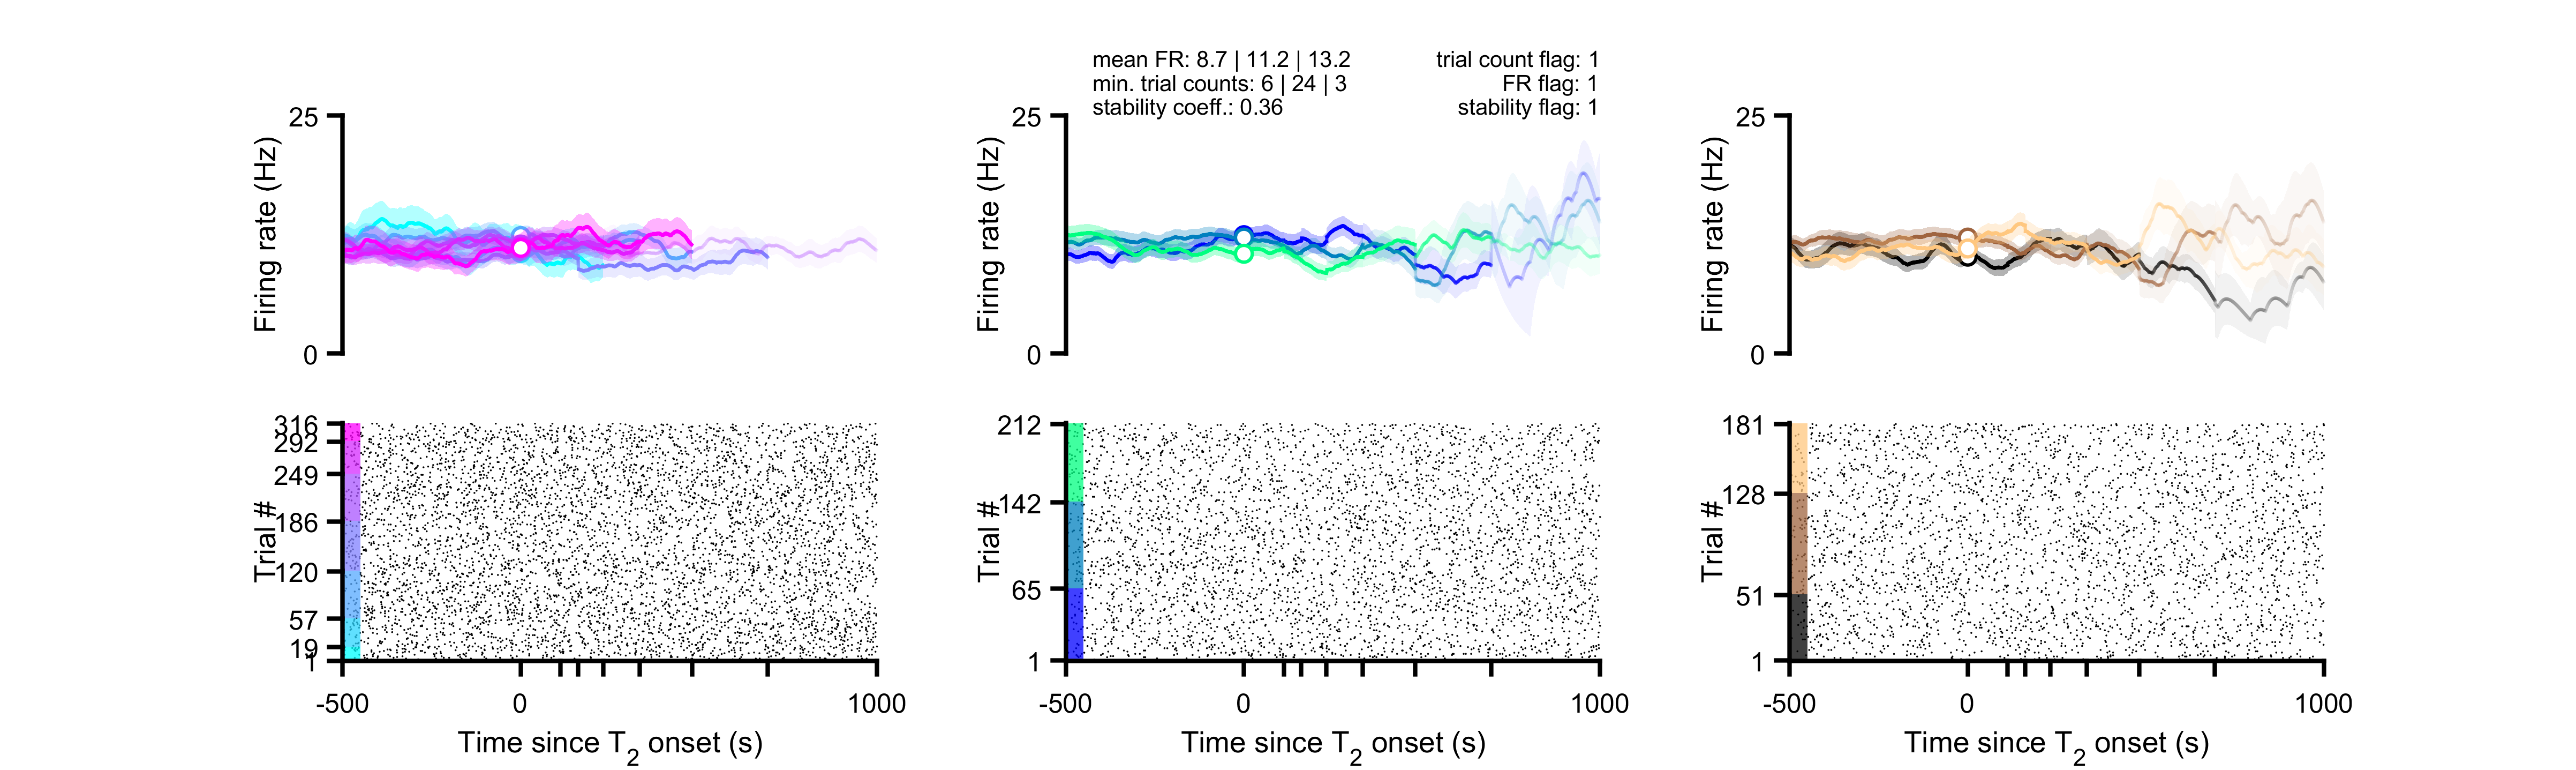 mean FR: 8.7 | 11.2 | 13.2
trial count flag: 1
min. trial counts: 6 | 24 | 3
FR flag: 1
stability coeff.: 0.36
stability flag: 1
25
Firing rate (Hz)
0
25
Firing rate (Hz)
0
25
Firing rate (Hz)
0
316
292
249
186
120
57
19
1
Trial #
-500
0
1000
Time since T2 onset (s)
212
142
65
1
Trial #
-500
0
1000
Time since T2 onset (s)
181
128
51
1
Trial #
-500
0
1000
Time since T2 onset (s)